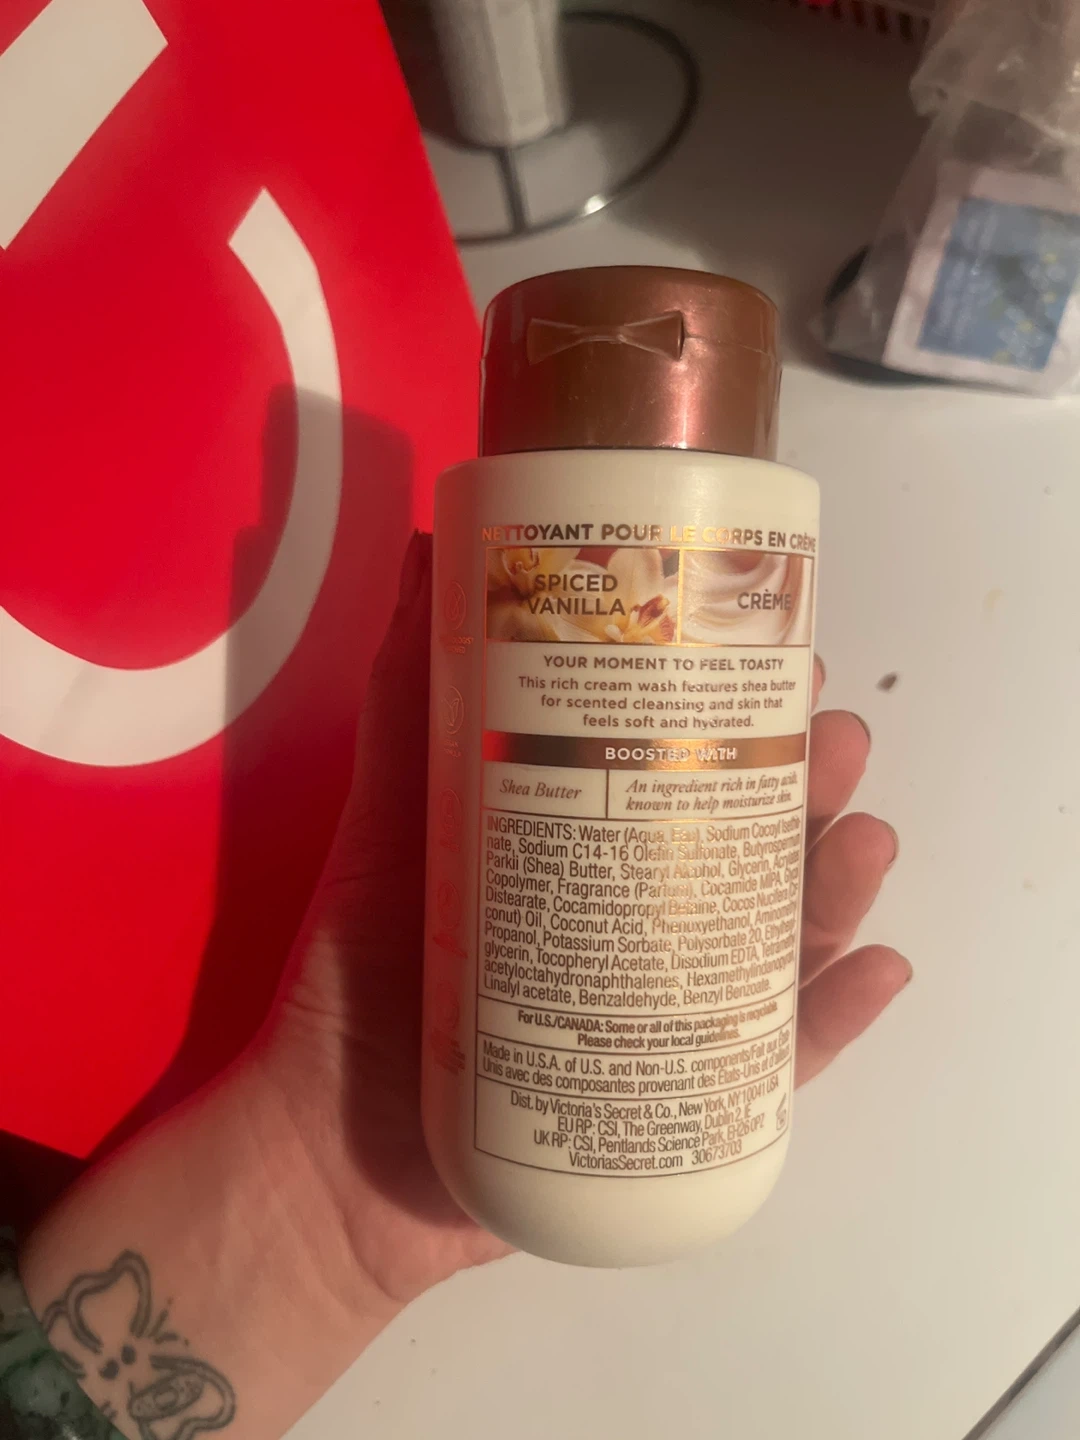 NETTOYANT POUR LE CORPS EN CRÈME
SPICED
VANILLA
CRÈME
YOUR MOMENT TO FEEL TOASTY
This rich cream wash features shea butter
for scented cleansing and skin that
feels soft and hydrated.
BOOSTED WITH
Shea Butter
An ingredient rich in fatty acids
known to help moisturize skin.
INGREDIENTS: Water (Aqua, Eau), Sodium Cocoyl Isethio-
nate, Sodium C14-16 Olefin Sulfonate, Butyrospermum
Parkii (Shea) Butter, Stearyl Alcohol, Glycerin, Acrylates
Copolymer, Fragrance (Parfum), Cocamide MIPA, Glycol
Distearate, Cocamidopropyl Betaine, Cocos Nucifera (Co-
conut) Oil, Coconut Acid, Phenoxyethanol, Aminomethyl
Propanol, Potassium Sorbate, Polysorbate 20, Ethylhexyl-
glycerin, Tocopheryl Acetate, Disodium EDTA, Tetramethyl
acetyloctahydronaphthalenes, Hexamethylindanopyran,
Linalyl acetate, Benzaldehyde, Benzyl Benzoate.
For U.S./CANADA: Some or all of this packaging is recyclable.
Please check your local guidelines.
Made in U.S.A. of U.S. and Non-U.S. components/Fait aux États-
Unis avec des composantes provenant des États-Unis et d'ailleurs
Dist. by Victoria's Secret & Co., New York, NY 10041 USA
EU RP: CSI, The Greenway, Dublin 2, IE
UK RP: CSI, Pentlands Science Park, EH26 0PZ
VictoriasSecret.com 30673703